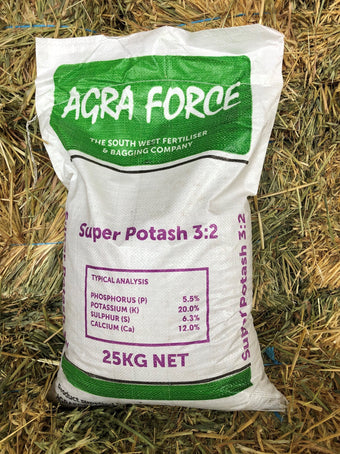 AGRA FORCE
THE SOUTH WEST FERTILISER
& BAGGING COMPANY
Super Potash 3:2
TYPICAL ANALYSIS
PHOSPHORUS (P) 5.5%
POTASSIUM (K) 20.0%
SULPHUR (S) 6.3%
CALCIUM (Ca) 12.0%
25KG NET
Super Potash 3:2